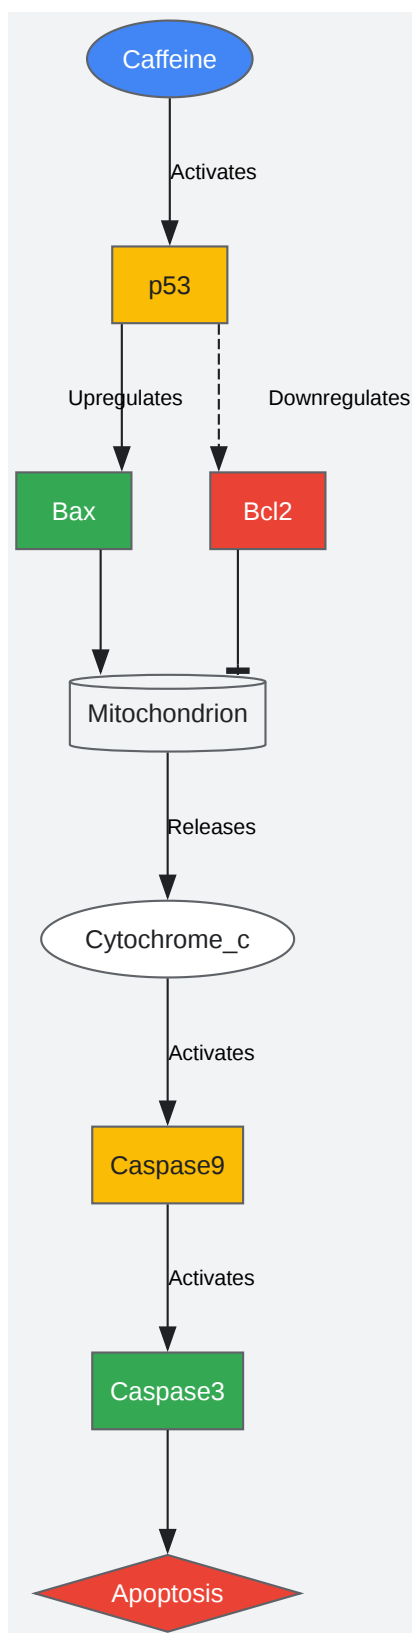 Caffeine
Activates
p53
Upregulates
Downregulates
Bax
Bcl2
Mitochondrion
Releases
Cytochrome_c
Activates
Caspase9
Activates
Caspase3
Apoptosis